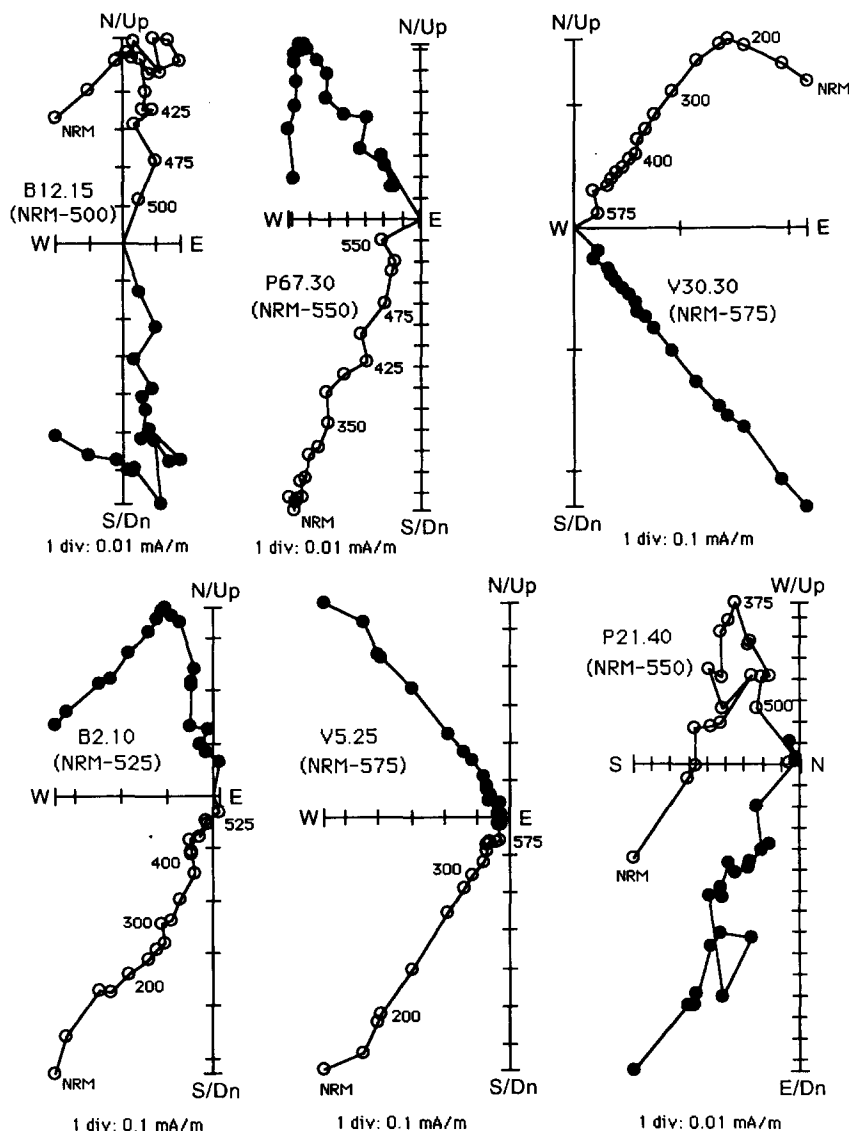 N/Up
NRM
425
475
500
B12.15
(NRM-500)
W
E
S/Dn
1 div: 0.01 mA/m
N/Up
W
E
550
P67.30
(NRM-550)
475
425
350
NRM
S/Dn
1 div: 0.01 mA/m
N/Up
200
NRM
300
400
575
W
E
V30.30
(NRM-575)
S/Dn
1 div: 0.1 mA/m
N/Up
B2.10
(NRM-525)
W
E
525
400
300
200
NRM
S/Dn
1 div: 0.1 mA/m
N/Up
V5.25
(NRM-575)
W
E
575
300
200
NRM
S/Dn
1 div: 0.1 mA/m
W/Up
375
P21.40
(NRM-550)
500
S
N
NRM
E/Dn
1 div: 0.01 mA/m